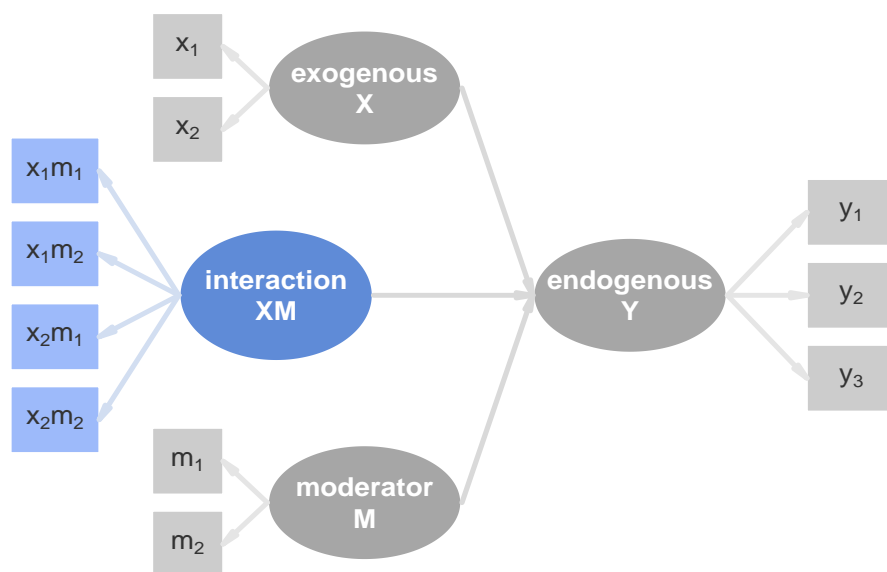 x₁
exogenous
X
x₂
x₁m₁
x₁m₂
x₂m₁
x₂m₂
interaction
XM
endogenous
Y
y₁
y₂
y₃
m₁
moderator
M
m₂